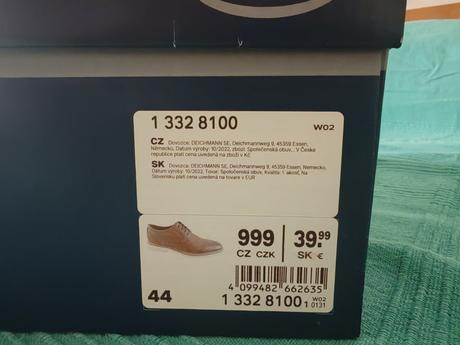 1 332 8100 W02
CZ Dovozce: DEICHMANN SE, Deichmannweg 9, 45359 Essen,
Německo, Datum výroby: 10/2022, zboží: Společenská obuv, . V České
republice platí cena uvedená na zboží v Kč
SK Dovozca: DEICHMANN SE, Deichmannweg 9, 45359 Essen, Nemecko,
Dátum výroby: 10/2022, Tovar: Spoločenská obuv, Kvalita: 1. akosť, Na
Slovensku platí cena uvedená na tovare v EUR
999 39.99
CZ CZK SK €
4 099482 662635
44 1 332 8100 1 W02 0131